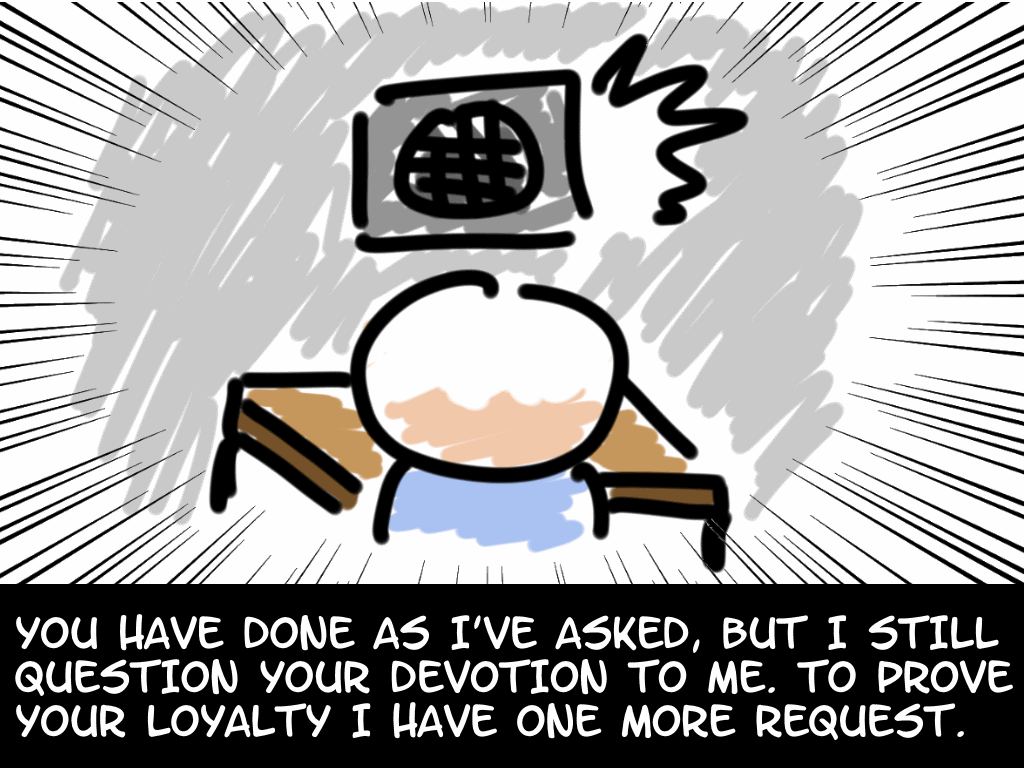 YOU HAVE DONE AS I'VE ASKED, BUT I STILL
QUESTION YOUR DEVOTION TO ME. TO PROVE
YOUR LOYALTY I HAVE ONE MORE REQUEST.